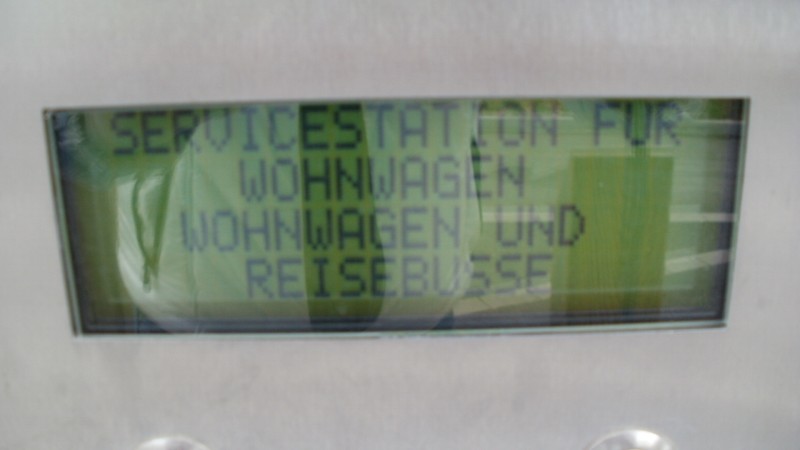 SERVICESTATION FUR
WOHNWAGEN
WOHNWAGEN UND
REISEBUSSE